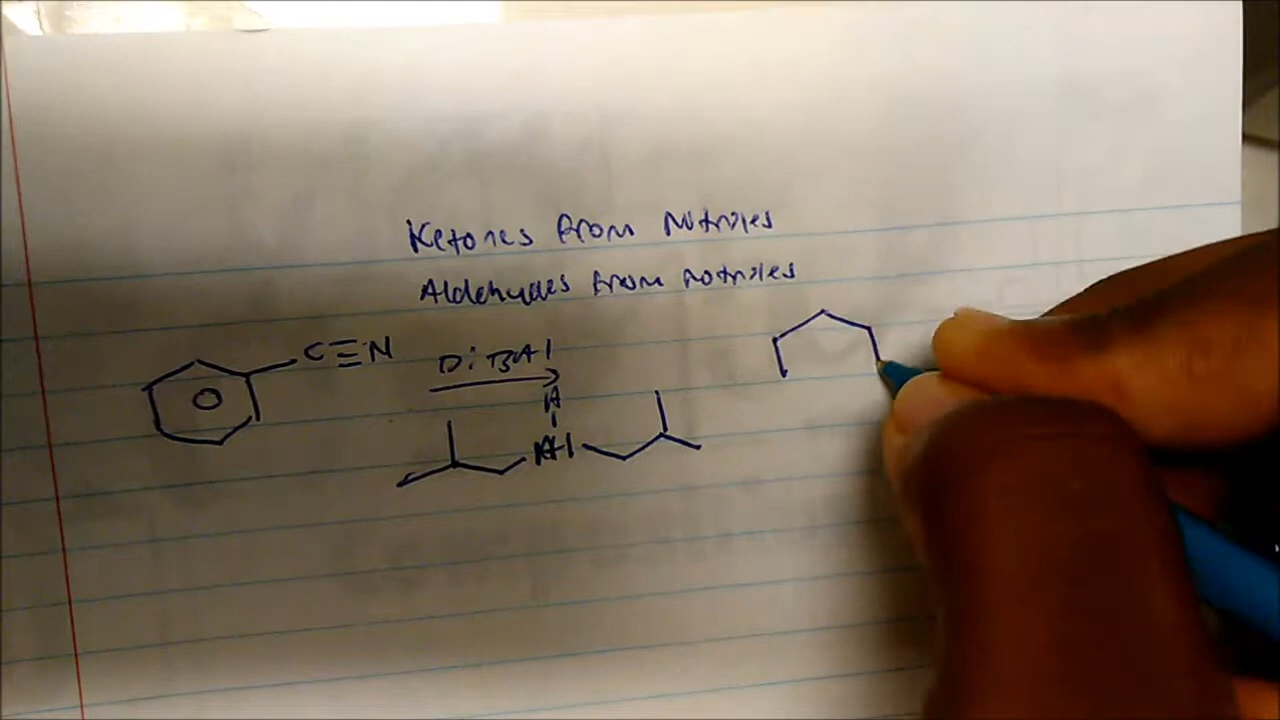 Ketones from Nitriles
Aldehydes from nitriles
C≡N
DiBAl
H
Al